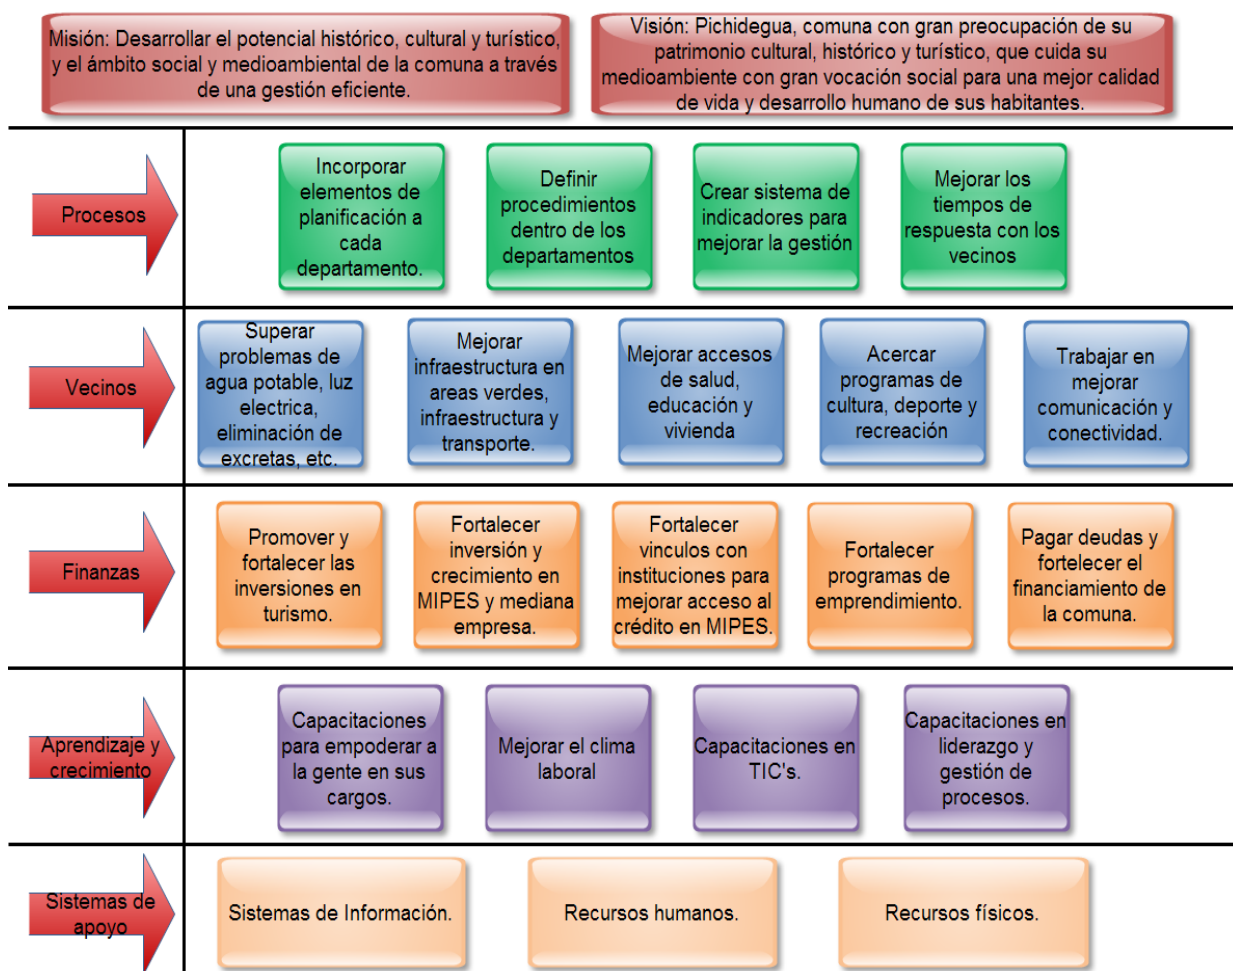 Misión: Desarrollar el potencial histórico, cultural y turístico,
y el ámbito social y medioambiental de la comuna a través
de una gestión eficiente.
Visión: Pichidegua, comuna con gran preocupación de su
patrimonio cultural, histórico y turístico, que cuida su
medioambiente con gran vocación social para una mejor calidad
de vida y desarrollo humano de sus habitantes.
Procesos
Incorporar
elementos de
planificación a
cada
departamento.
Definir
procedimientos
dentro de los
departamentos
Crear sistema de
indicadores para
mejorar la gestión
Mejorar los
tiempos de
respuesta con los
vecinos
Vecinos
Superar
problemas de
agua potable, luz
electrica,
eliminación de
excretas, etc.
Mejorar
infraestructura en
areas verdes,
infraestructura y
transporte.
Mejorar accesos
de salud,
educación y
vivienda
Acercar
programas de
cultura, deporte y
recreación
Trabajar en
mejorar
comunicación y
conectividad.
Finanzas
Promover y
fortalecer las
inversiones en
turismo.
Fortalecer
inversión y
crecimiento en
MIPES y mediana
empresa.
Fortalecer
vinculos con
instituciones para
mejorar acceso al
crédito en MIPES.
Fortalecer
programas de
emprendimiento.
Pagar deudas y
fortelecer el
financiamiento de
la comuna.
Aprendizaje y
crecimiento
Capacitaciones
para empoderar a
la gente en sus
cargos.
Mejorar el clima
laboral
Capacitaciones en
TIC's.
Capacitaciones en
liderazgo y
gestión de
procesos.
Sistemas de
apoyo
Sistemas de Información.
Recursos humanos.
Recursos físicos.